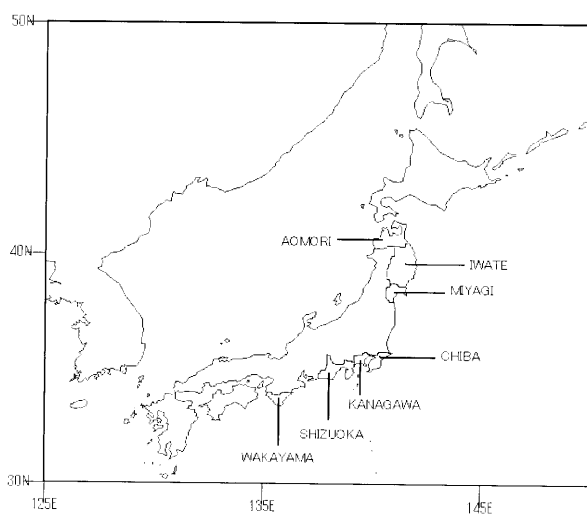 50N
AOMORI
40N
IWATE
MIYAGI
CHIBA
KANAGAWA
SHIZUOKA
WAKAYAMA
30N
125E
135E
145E